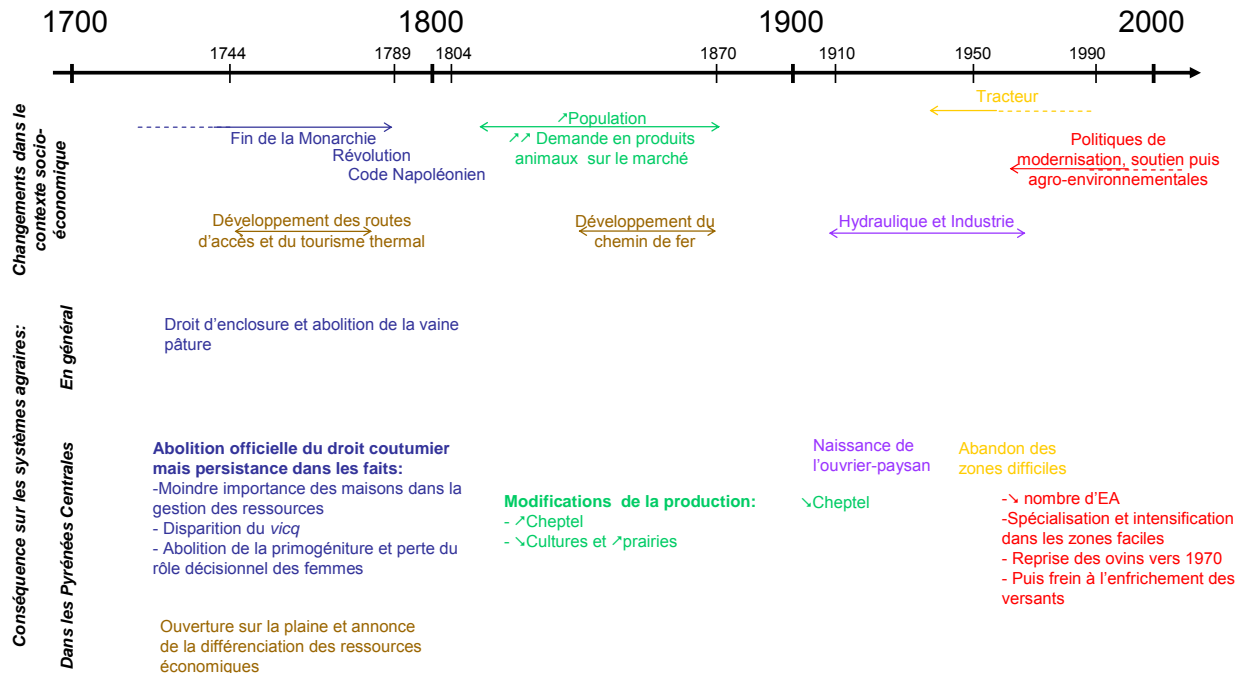 1700
1800
1900
2000
1744
1789
1804
1870
1910
1950
1990
Changements dans le
contexte socio-
économique
Fin de la Monarchie
Révolution
Code Napoléonien
↗Population
↗↗ Demande en produits
animaux sur le marché
Tracteur
Politiques de
modernisation, soutien puis
agro-environnementales
Développement des routes
d'accès et du tourisme thermal
Développement du
chemin de fer
Hydraulique et Industrie
Conséquence sur les systèmes agraires:
En général
Droit d'enclosure et abolition de la vaine
pâture
Dans les Pyrénées Centrales
Abolition officielle du droit coutumier
mais persistance dans les faits:
-Moindre importance des maisons dans la
gestion des ressources
- Disparition du vicq
- Abolition de la primogéniture et perte du
rôle décisionnel des femmes
Modifications de la production:
- ↗Cheptel
- ↘Cultures et ↗prairies
Naissance de
l'ouvrier-paysan
↘Cheptel
Abandon des
zones difficiles
-↘ nombre d'EA
-Spécialisation et intensification
dans les zones faciles
- Reprise des ovins vers 1970
- Puis frein à l'enfrichement des
versants
Ouverture sur la plaine et annonce
de la différenciation des ressources
économiques